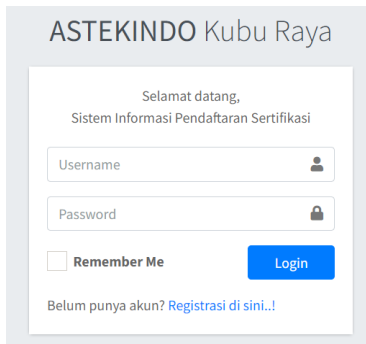 ASTEKINDO Kubu Raya
Selamat datang,
Sistem Informasi Pendaftaran Sertifikasi
Username
Password
Remember Me
Login
Belum punya akun? Registrasi di sini..!